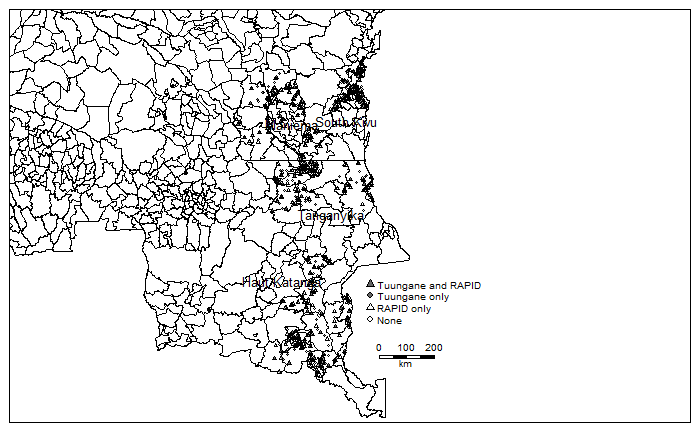 South Kivu
Maniema
Tanganyika
Haut Katanga
Tuungane and RAPID
Tuungane only
RAPID only
None
0 100 200
km